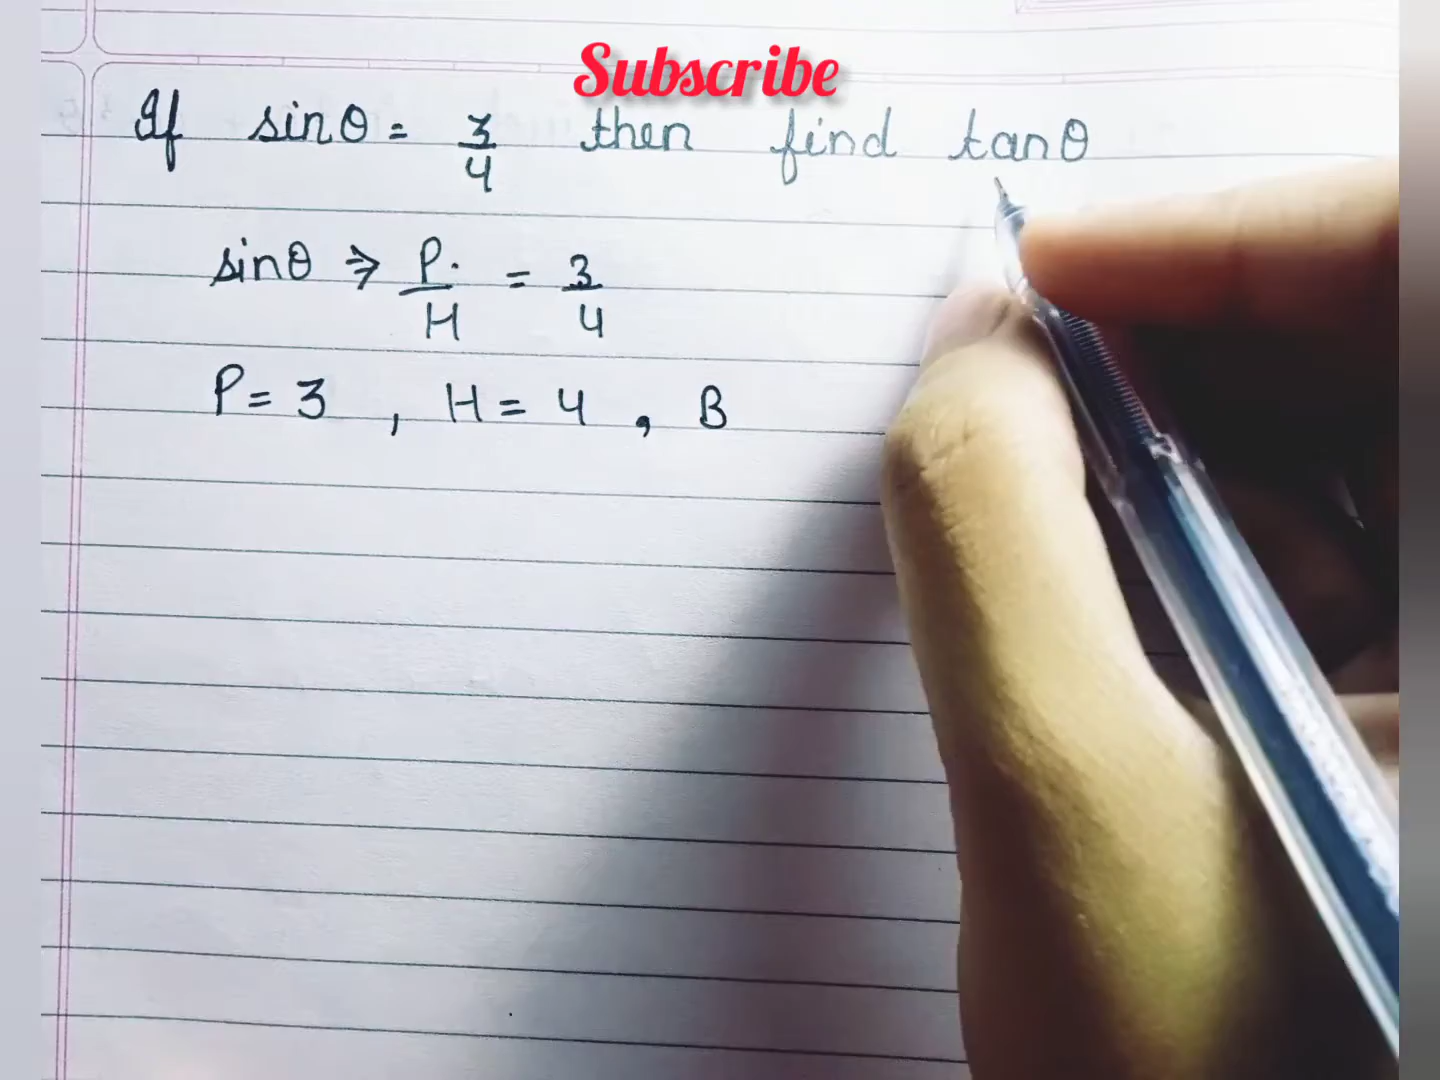 Subscribe
If sinθ = 3/4 then find tanθ
sinθ ⇒ P/H = 3/4
P = 3 , H = 4 , B